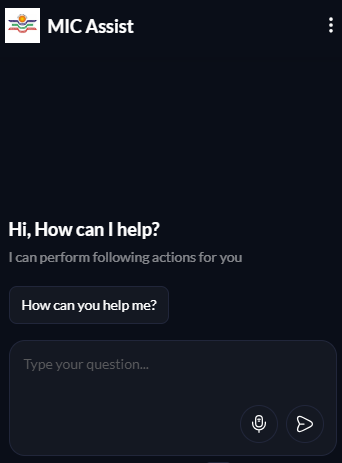 MIC Assist
Hi, How can I help?
I can perform following actions for you
How can you help me?
Type your question...